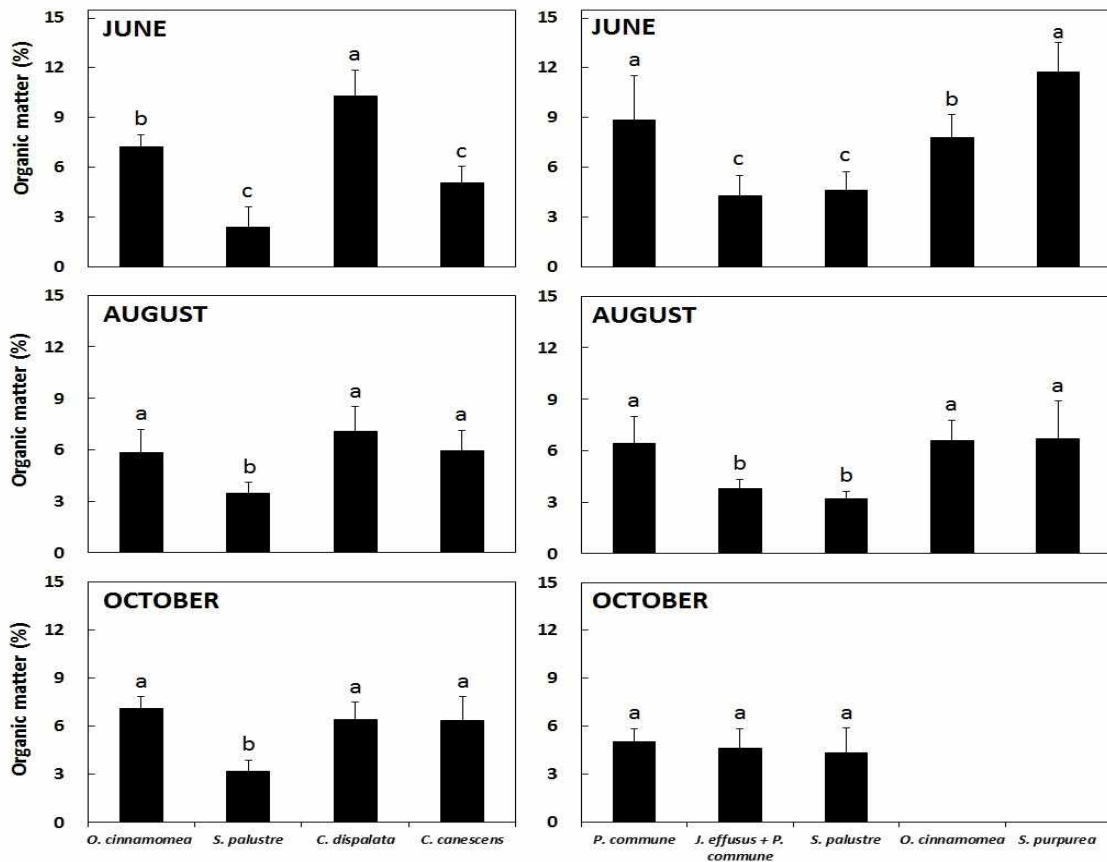 JUNE
Organic matter (%)
15
12
9
6
3
0
b
c
a
c
JUNE
15
12
9
6
3
0
a
c
c
b
a
AUGUST
Organic matter (%)
15
12
9
6
3
0
a
b
a
a
AUGUST
15
12
9
6
3
0
a
b
b
a
a
OCTOBER
Organic matter (%)
15
12
9
6
3
0
a
b
a
a
O. cinnamomea
S. palustre
C. dispalata
C. canescens
OCTOBER
15
12
9
6
3
0
a
a
a
P. commune
J. effusus + P.
commune
S. palustre
O. cinnamomea
S. purpurea